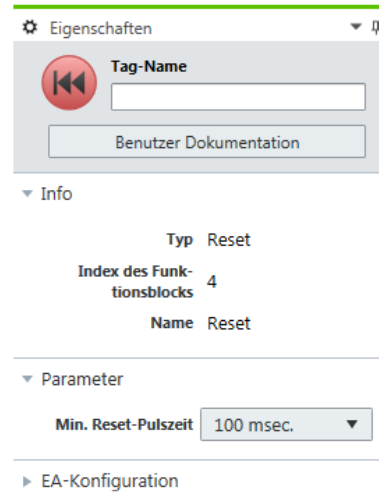 Eigenschaften
Tag-Name
Benutzer Dokumentation
Info
Typ Reset
Index des Funk-
tionsblocks 4
Name Reset
Parameter
Min. Reset-Pulszeit 100 msec.
EA-Konfiguration